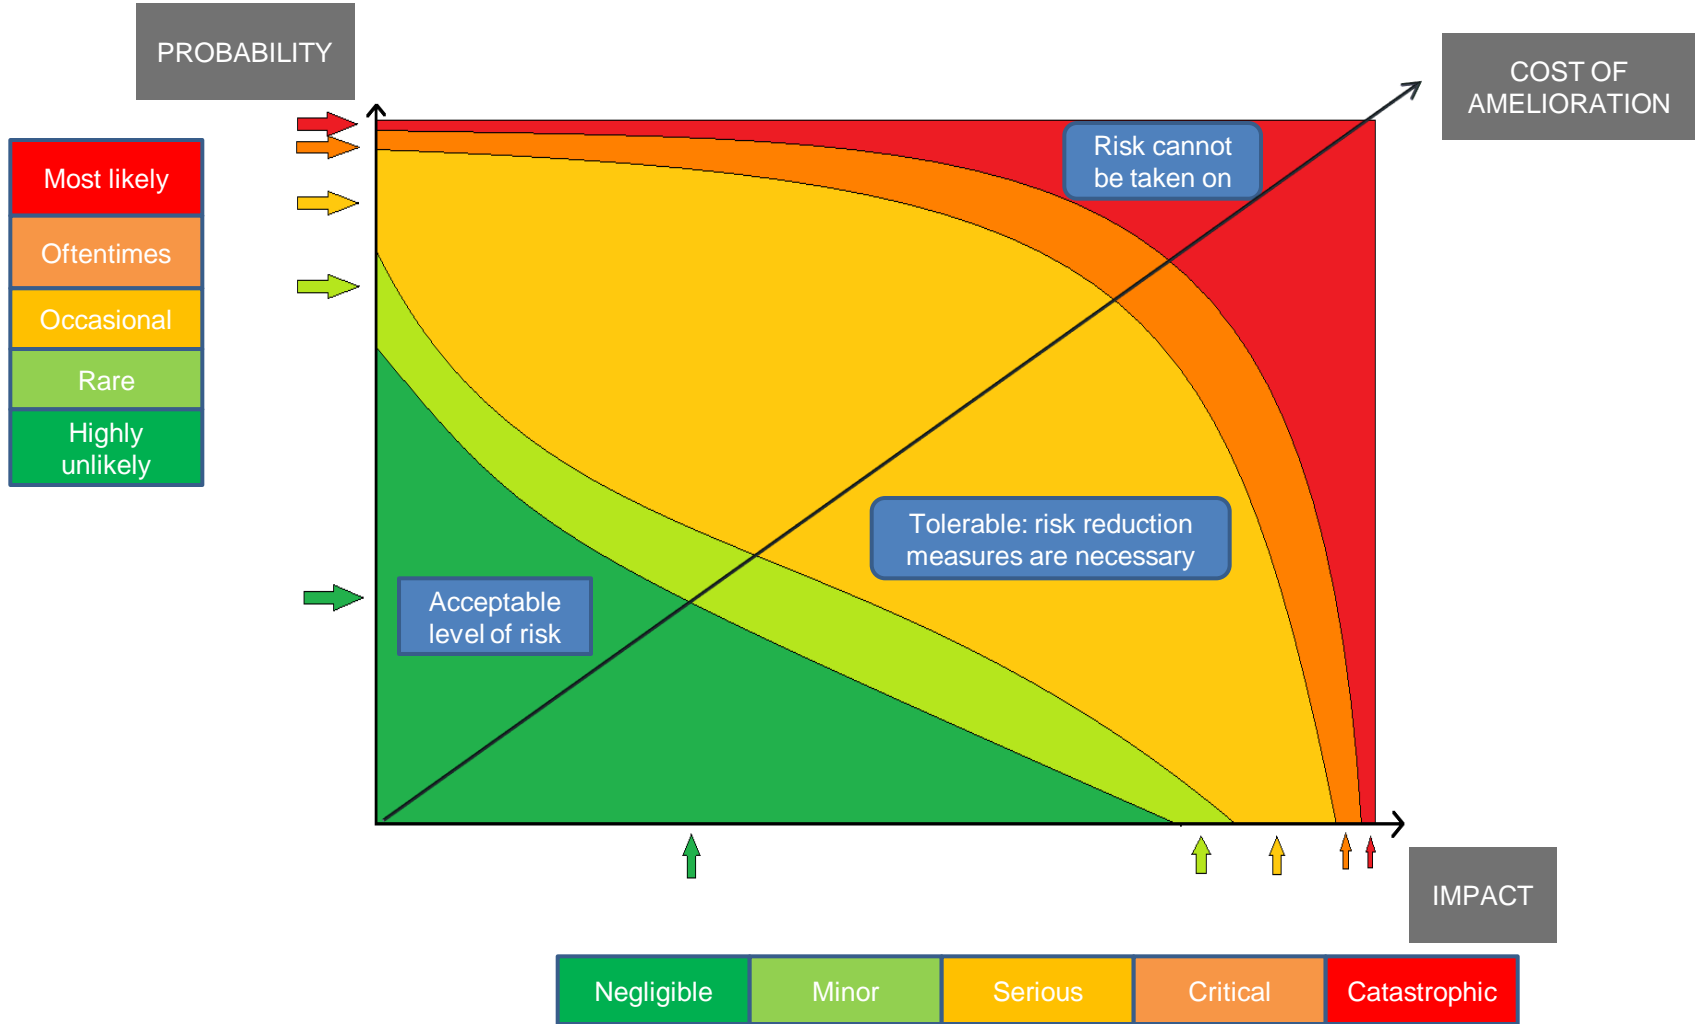 PROBABILITY
COST OF
AMELIORATION
Most likely
Oftentimes
Occasional
Rare
Highly
unlikely
Risk cannot
be taken on
Tolerable: risk reduction
measures are necessary
Acceptable
level of risk
IMPACT
Negligible
Minor
Serious
Critical
Catastrophic